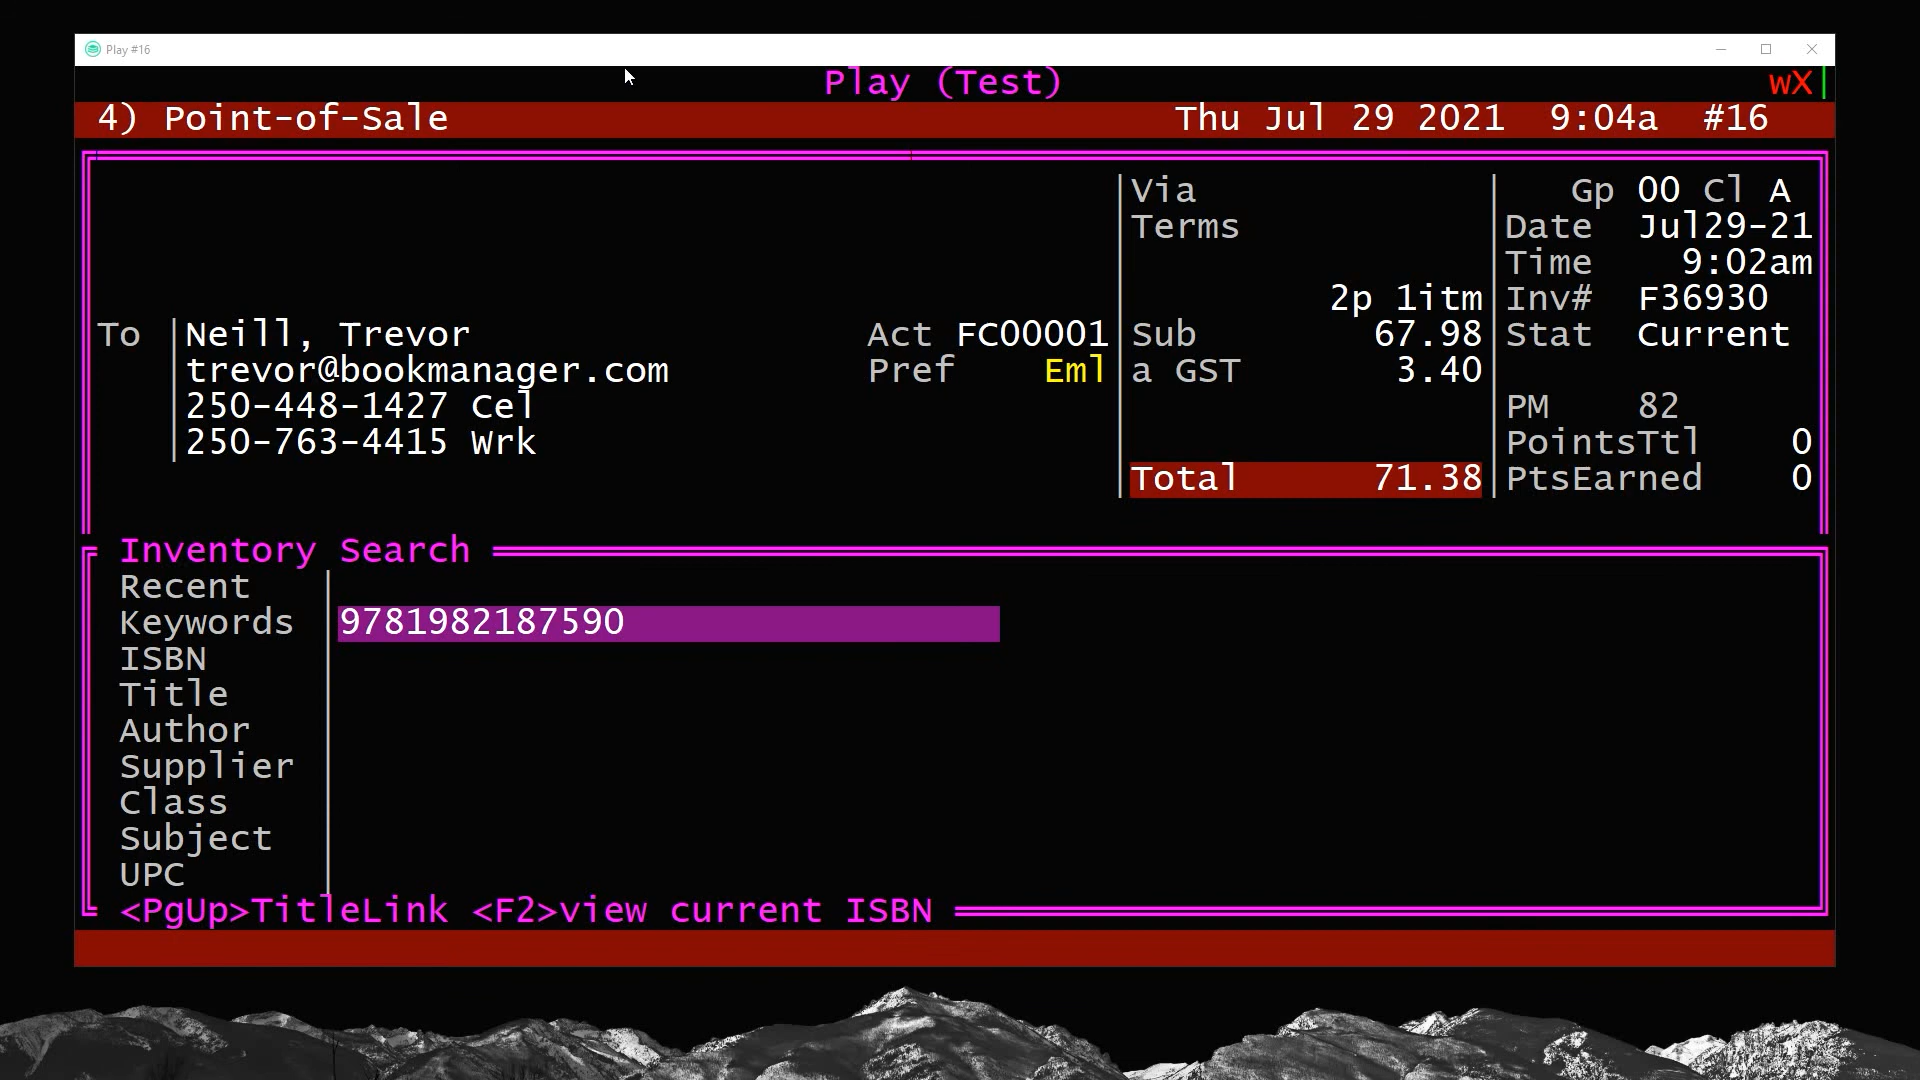 Play #16
Play (Test) wX
4) Point-of-Sale Thu Jul 29 2021 9:04a #16
Via Gp 00 Cl A
Terms Date Jul29-21
Time 9:02am
2p 1itm Inv# F36930
To Neill, Trevor Act FC00001 Sub 67.98 Stat Current
trevor@bookmanager.com Pref Eml a GST 3.40
250-448-1427 Cel PM 82
250-763-4415 Wrk PointsTtl 0
Total 71.38 PtsEarned 0
Inventory Search
Recent
Keywords 9781982187590
ISBN
Title
Author
Supplier
Class
Subject
UPC
<PgUp>TitleLink <F2>view current ISBN